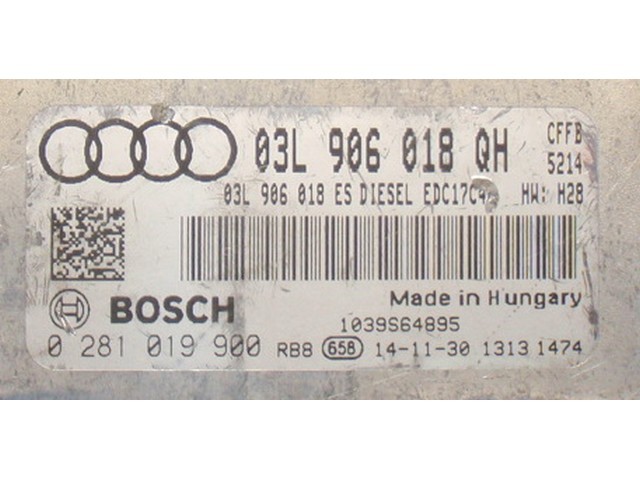 03L 906 018 QH CFFB
5214
03L 906 018 ES DIESEL HW: H28
BOSCH
Made in Hungary
1039S64895
0 281 019 900 RB8 658 14-11-30 1313 1474